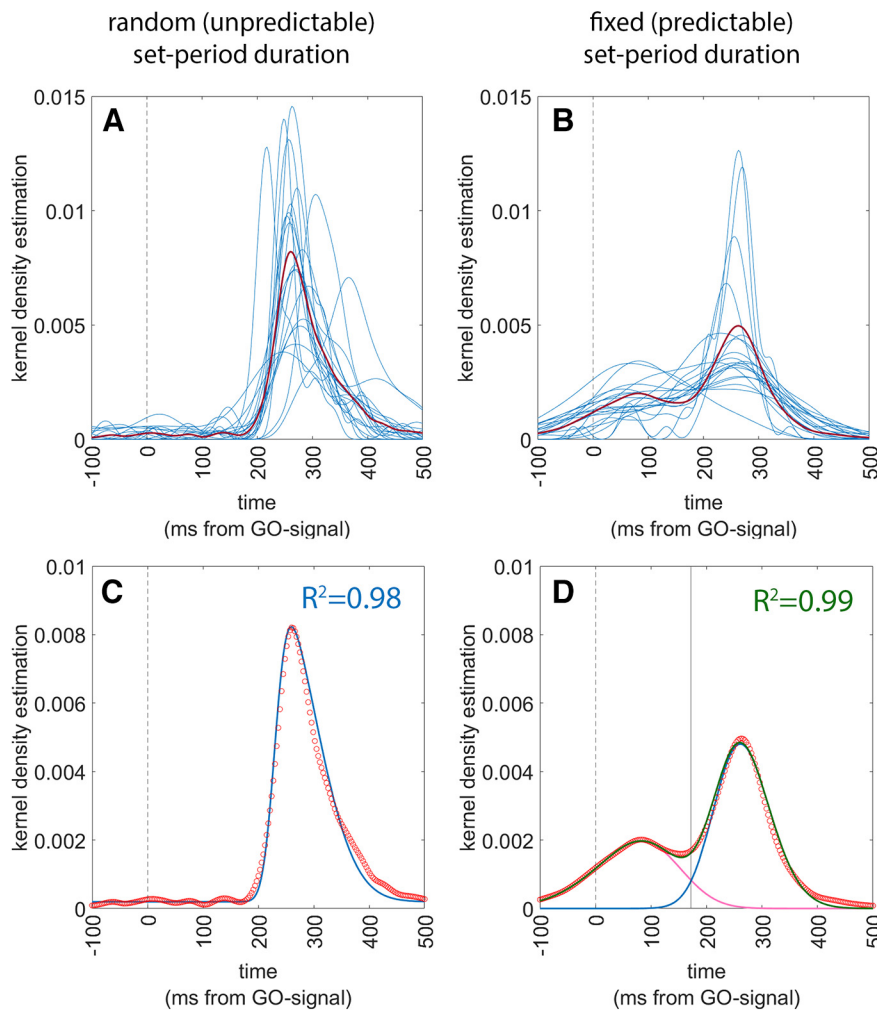 random (unpredictable)
set-period duration
fixed (predictable)
set-period duration
A
kernel density estimation
0.015
0.01
0.005
0
-100
0
100
200
300
400
500
time
(ms from GO-signal)
B
kernel density estimation
0.015
0.01
0.005
0
-100
0
100
200
300
400
500
time
(ms from GO-signal)
C
R²=0.98
kernel density estimation
0.01
0.008
0.006
0.004
0.002
0
-100
0
100
200
300
400
500
time
(ms from GO-signal)
D
R²=0.99
kernel density estimation
0.01
0.008
0.006
0.004
0.002
0
-100
0
100
200
300
400
500
time
(ms from GO-signal)